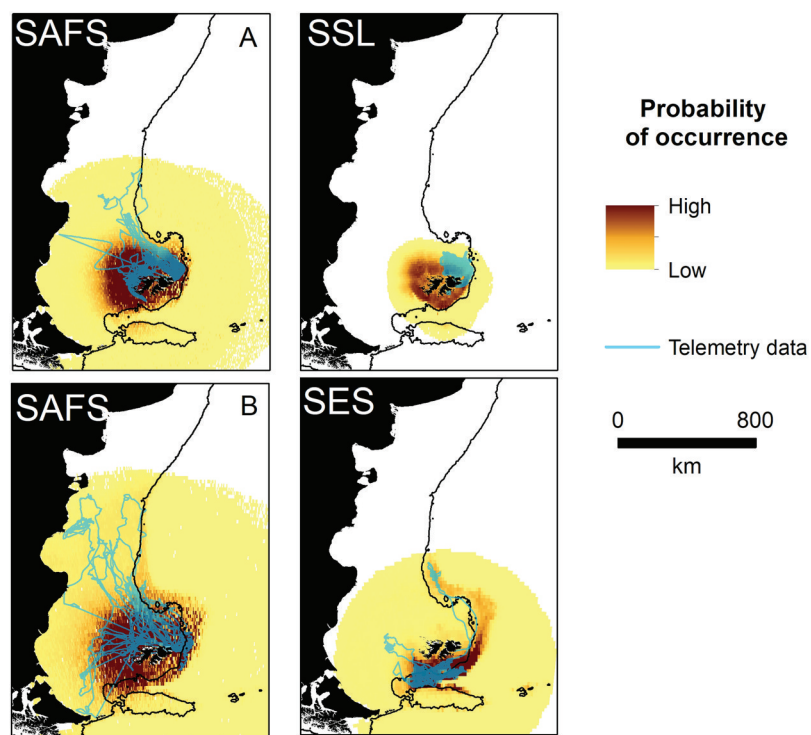 SAFS A
SSL
Probability
of occurrence
High
Low
Telemetry data
SAFS B
SES
0 800
km